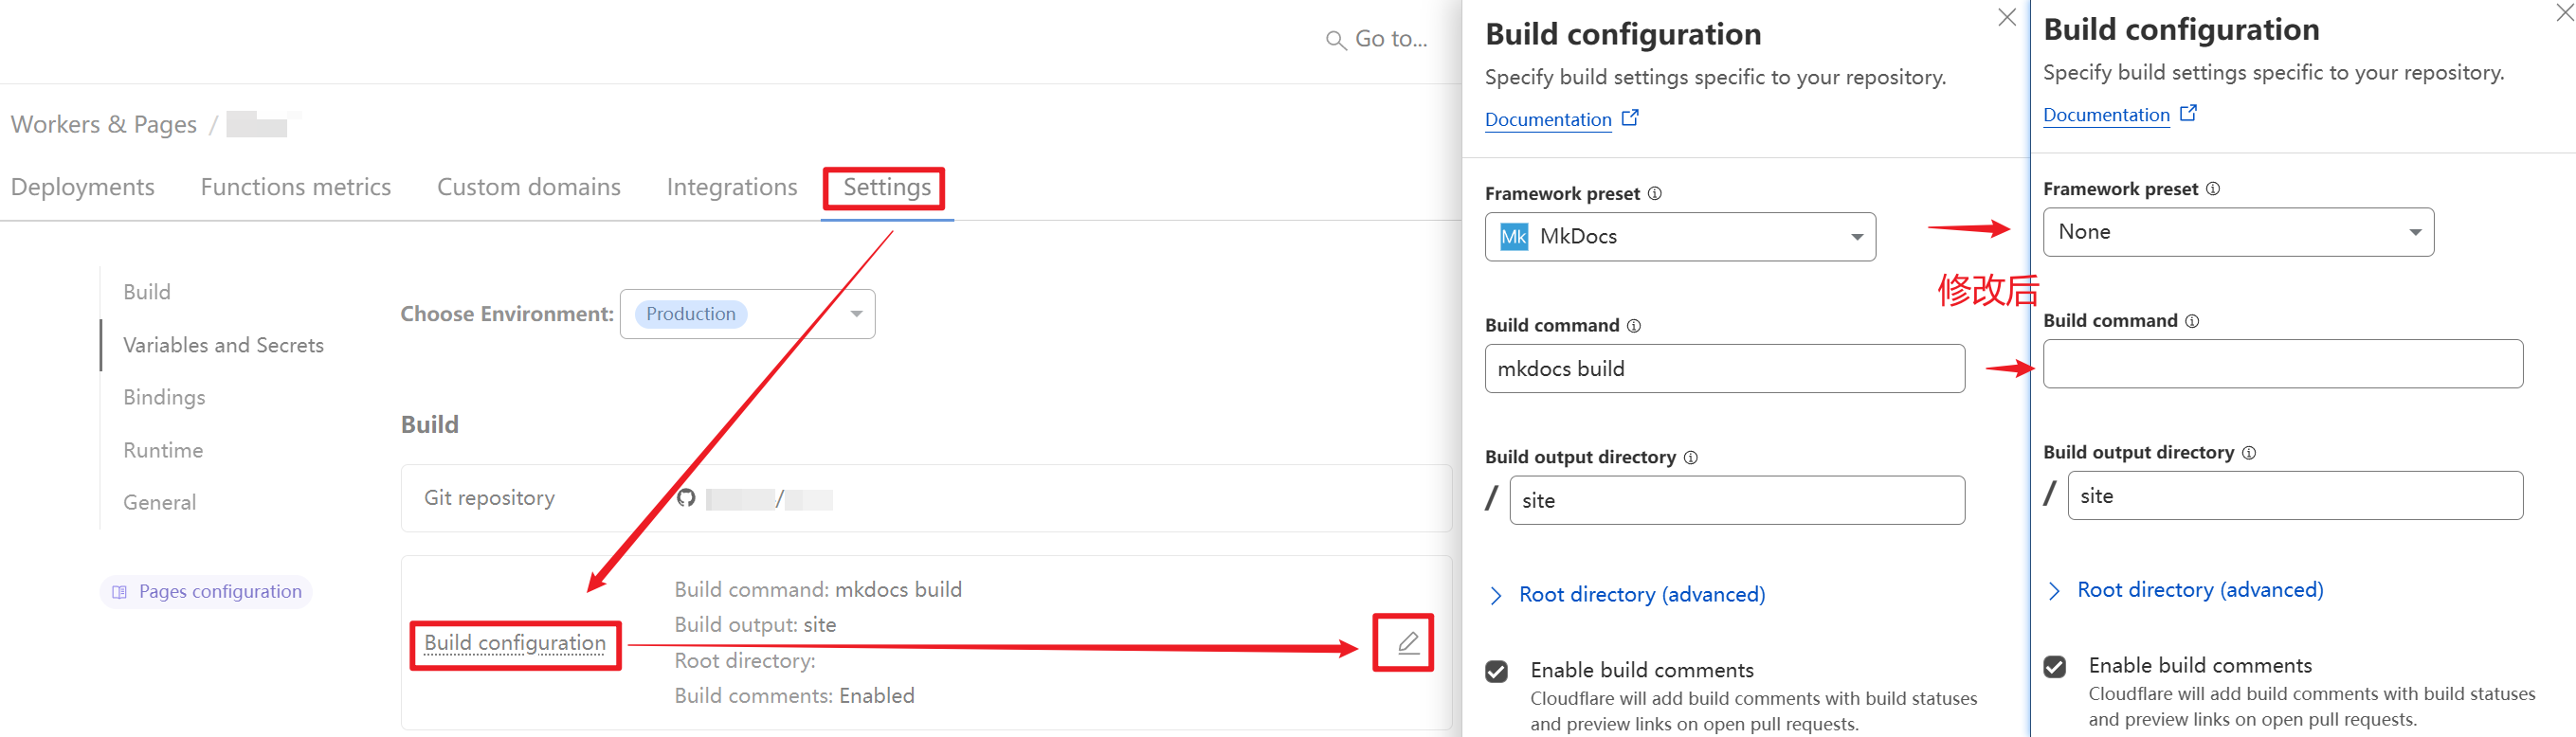 Go to...
Workers & Pages /
Deployments
Functions metrics
Custom domains
Integrations
Settings
Build
Variables and Secrets
Bindings
Runtime
General
Pages configuration
Choose Environment:
Production
Build
Git repository
/
Build configuration
Build command: mkdocs build
Build output: site
Root directory:
Build comments: Enabled
Build configuration
Specify build settings specific to your repository.
Documentation
Framework preset
Mk MkDocs
Build command
mkdocs build
Build output directory
/ site
Root directory (advanced)
Enable build comments
Cloudflare will add build comments with build statuses
and preview links on open pull requests.
修改后
Build configuration
Specify build settings specific to your repository.
Documentation
Framework preset
None
Build command
Build output directory
/ site
Root directory (advanced)
Enable build comments
Cloudflare will add build comments with build statuses
and preview links on open pull requests.